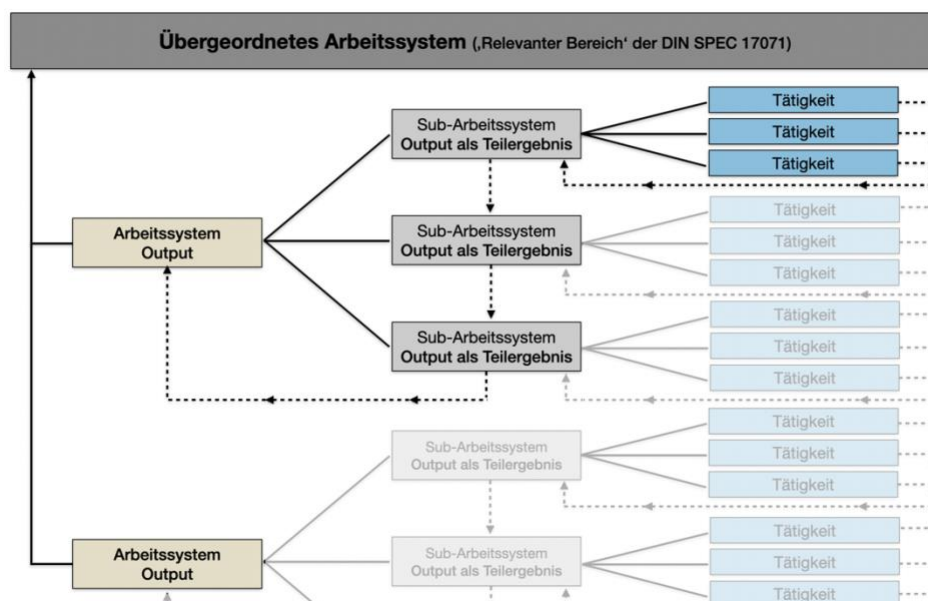 Übergeordnetes Arbeitssystem (‚Relevanter Bereich‘ der DIN SPEC 17071)
Tätigkeit
Tätigkeit
Tätigkeit
Sub-Arbeitssystem
Output als Teilergebnis
Tätigkeit
Tätigkeit
Tätigkeit
Sub-Arbeitssystem
Output als Teilergebnis
Arbeitssystem
Output
Tätigkeit
Tätigkeit
Tätigkeit
Sub-Arbeitssystem
Output als Teilergebnis
Tätigkeit
Tätigkeit
Tätigkeit
Sub-Arbeitssystem
Output als Teilergebnis
Tätigkeit
Tätigkeit
Tätigkeit
Sub-Arbeitssystem
Output als Teilergebnis
Arbeitssystem
Output